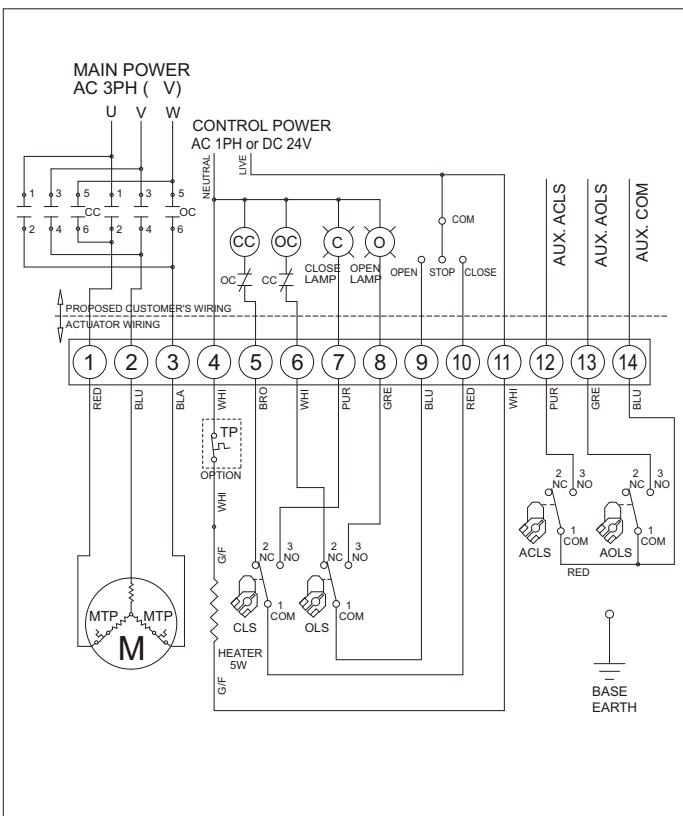 MAIN POWER
AC 3PH ( V)
U V W
CONTROL POWER
AC 1PH or DC 24V
NEUTRAL
LIVE
1 3 5 1 3 5
CC OC
2 4 6 2 4 6
CC OC C O
OC CC
CLOSE LAMP
OPEN LAMP
COM
OPEN STOP CLOSE
AUX. ACLS
AUX. AOLS
AUX. COM
PROPOSED CUSTOMER'S WIRING
ACTUATOR WIRING
1 2 3 4 5 6 7 8 9 10 11 12 13 14
RED BLU BLA WHI BRO WHI PUR GRE BLU RED WHI PUR GRE BLU
TP
OPTION
WHI
G/F
HEATER
5W
G/F
MTP MTP
M
2 NC 3 NO
1 COM
CLS
2 NC 3 NO
1 COM
OLS
2 NC 3 NO
1 COM
ACLS
2 NC 3 NO
1 COM
AOLS
RED
BASE
EARTH